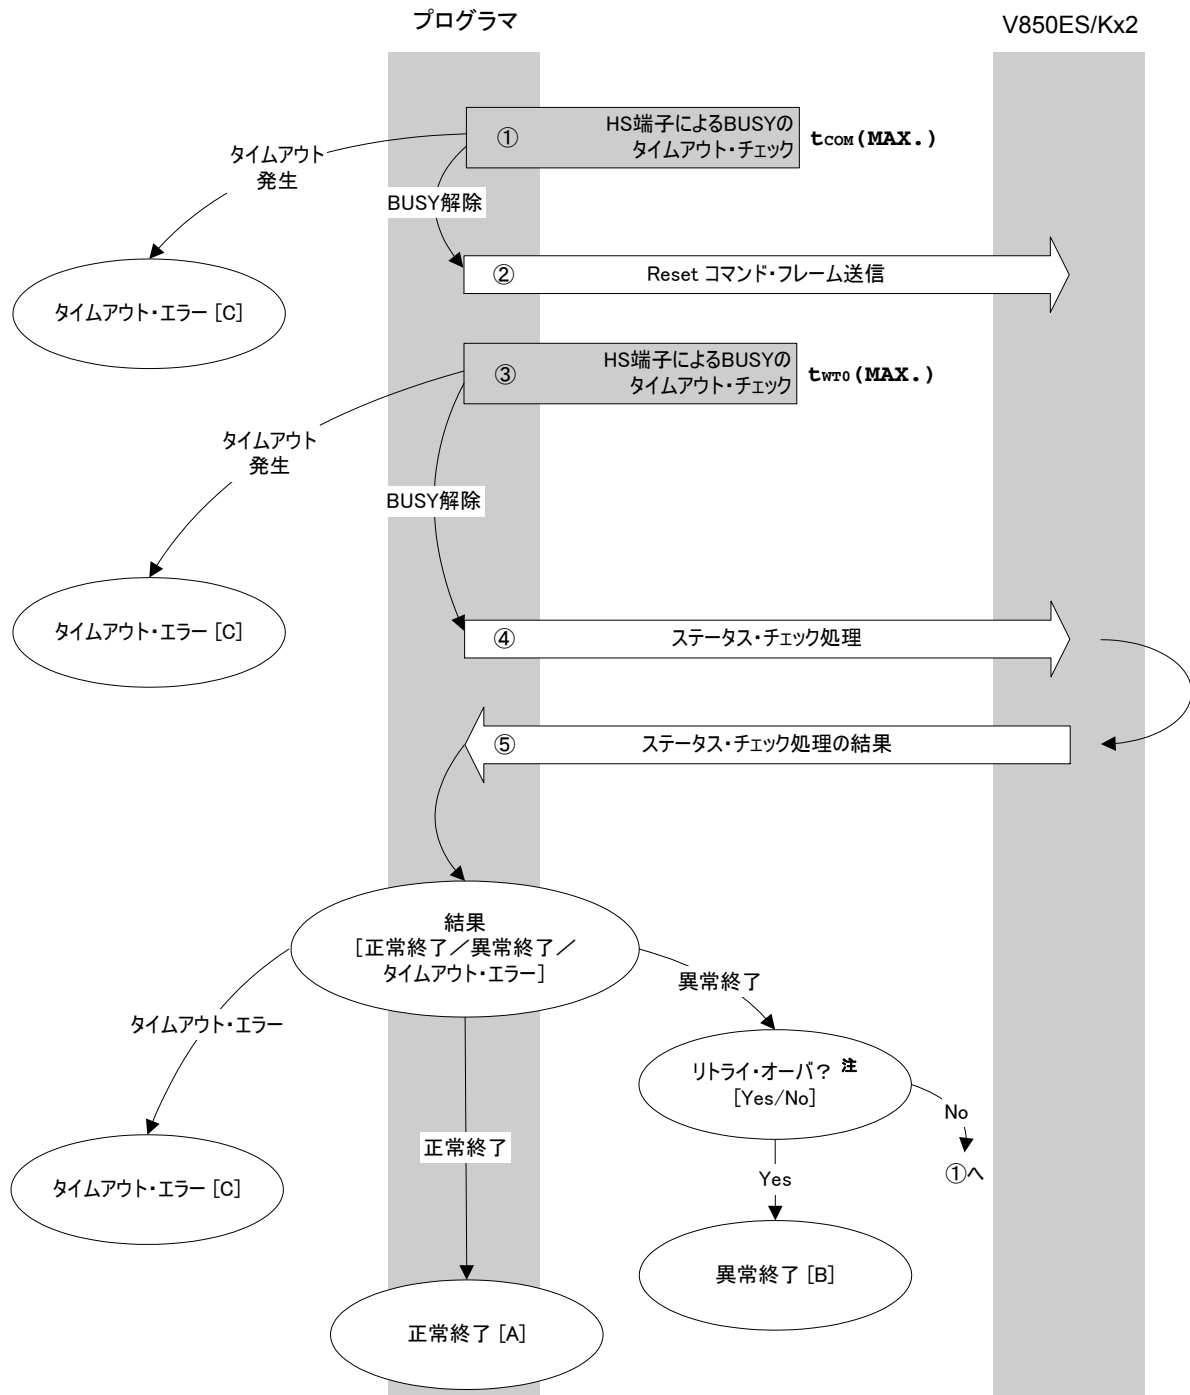 プログラマ
V850ES/Kx2
①
HS端子によるBUSYの
タイムアウト・チェック
tCOM(MAX.)
タイムアウト
発生
BUSY解除
②
Reset コマンド・フレーム送信
タイムアウト・エラー [C]
③
HS端子によるBUSYの
タイムアウト・チェック
tWT0(MAX.)
タイムアウト
発生
BUSY解除
タイムアウト・エラー [C]
④
ステータス・チェック処理
⑤
ステータス・チェック処理の結果
結果
[正常終了／異常終了／
タイムアウト・エラー]
異常終了
タイムアウト・エラー
リトライ・オーバ？ 注
[Yes/No]
No
①へ
正常終了
Yes
タイムアウト・エラー [C]
異常終了 [B]
正常終了 [A]